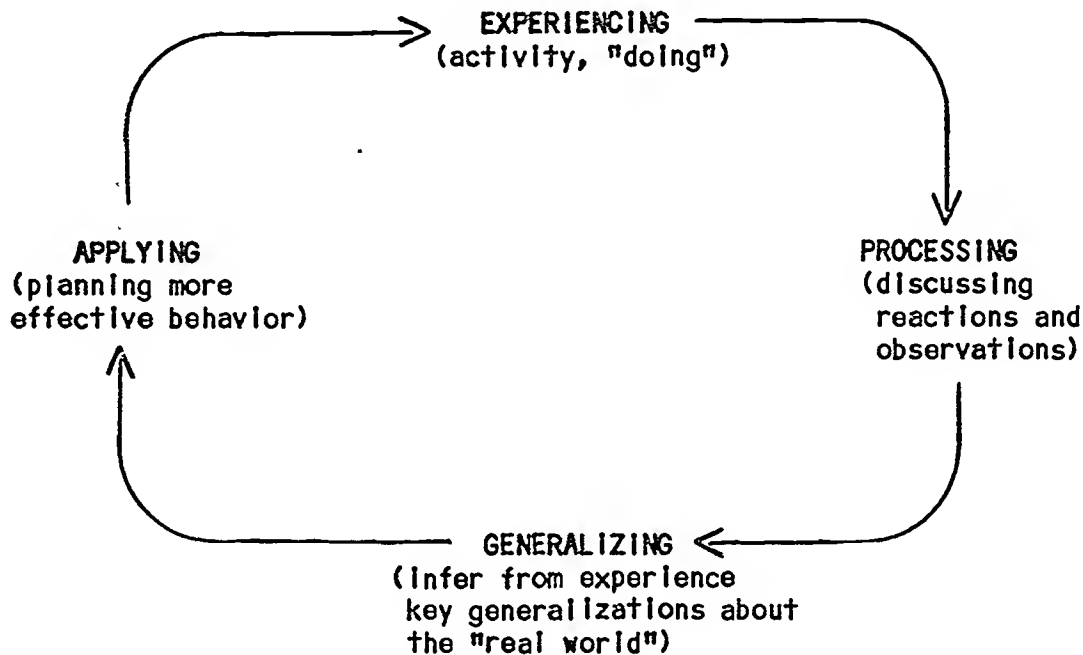 EXPERIENCING
(activity, "doing")
APPLYING
(planning more
effective behavior)
PROCESSING
(discussing
reactions and
observations)
GENERALIZING
(infer from experience
key generalizations about
the "real world")